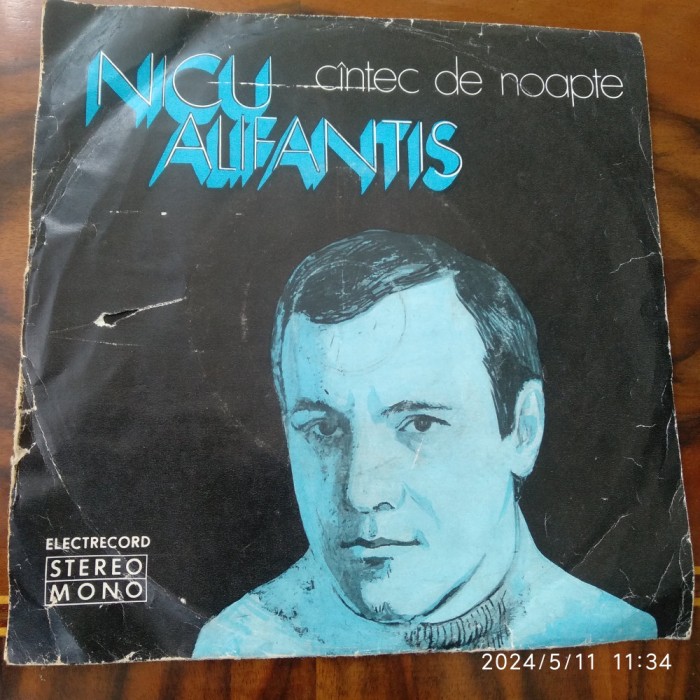 NICU
ALIFANTIS
cîntec de noapte
ELECTRECORD
STEREO
MONO
2024/5/11 11:34